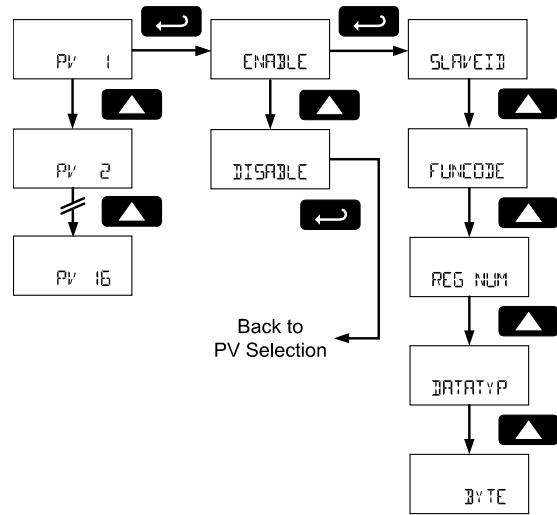 PV 1
ENABLE
SLAVEID
PV 2
DISABLE
FUNCODE
PV 16
REG NUM
Back to
PV Selection
DATATYP
BYTE